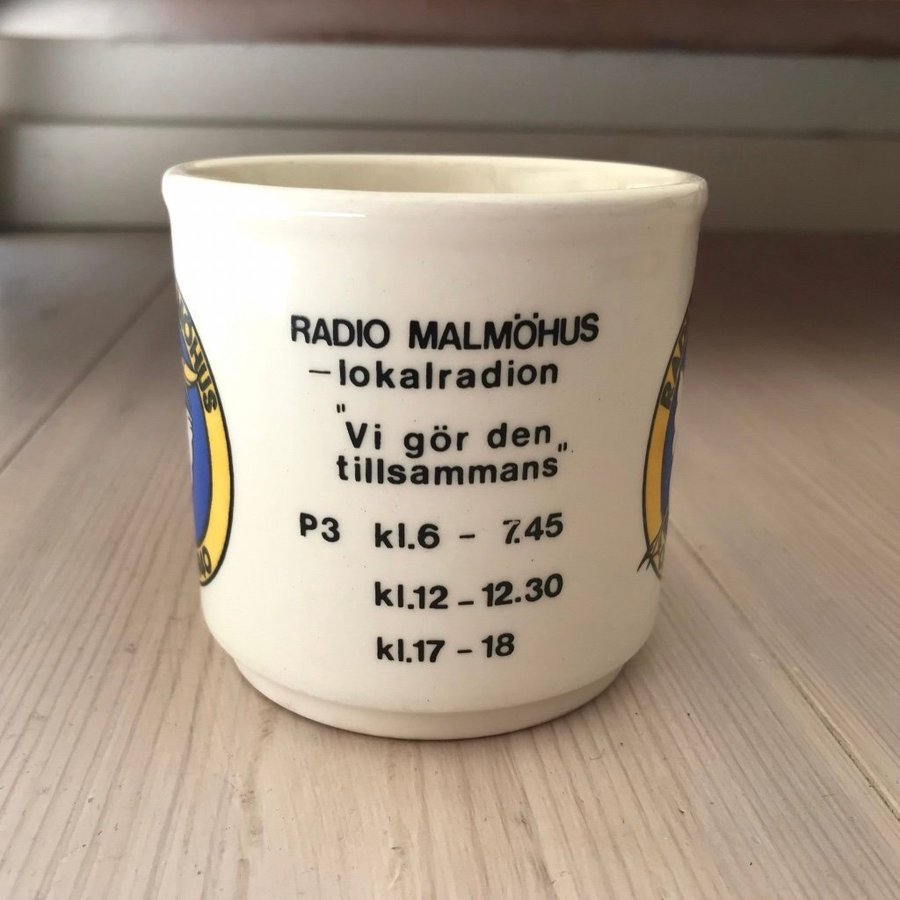 RADIO MALMÖHUS
–lokalradion
"Vi gör den
tillsammans"
P3 kl.6 – 7.45
kl.12 – 12.30
kl.17 – 18